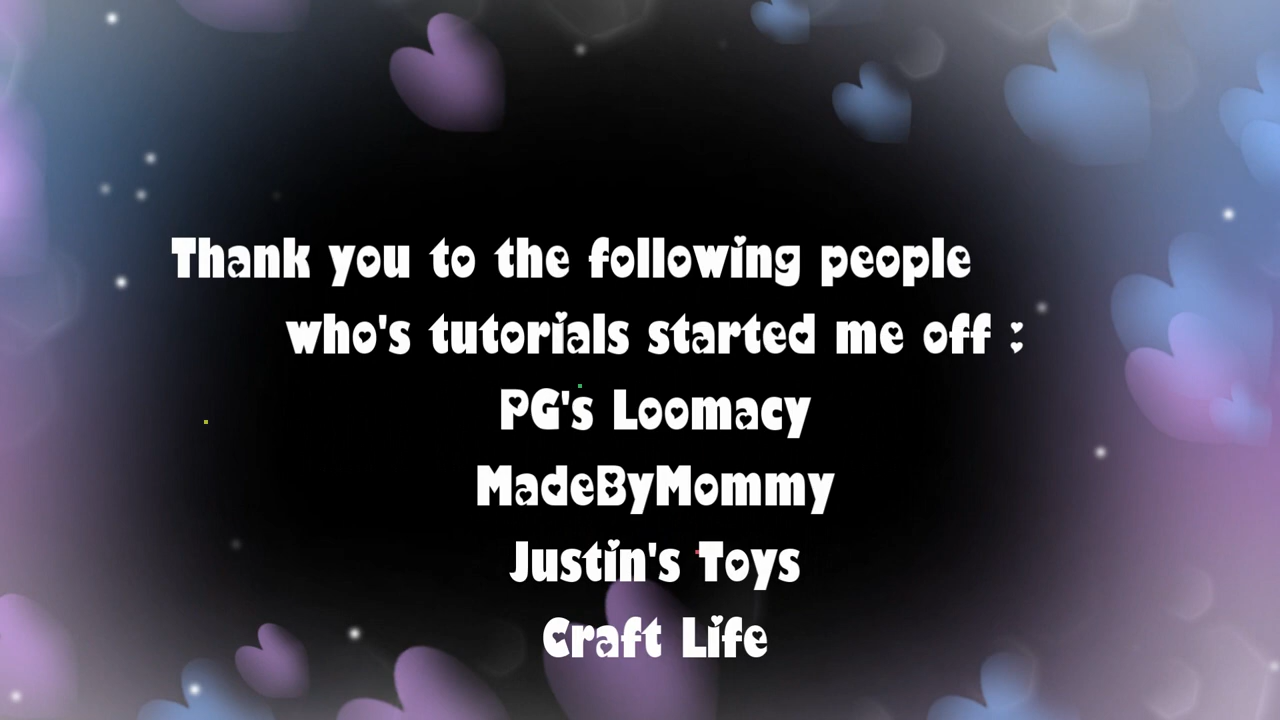 Thank you to the following people
who's tutorials started me off :
PG's Loomacy
MadeByMommy
Justin's Toys
Craft Life